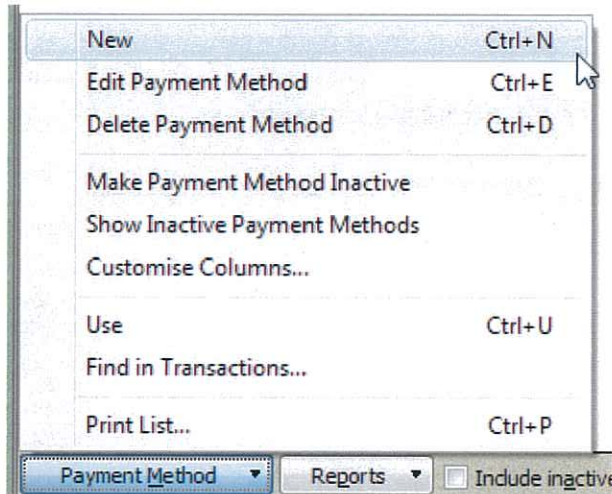 New Ctrl+N
Edit Payment Method Ctrl+E
Delete Payment Method Ctrl+D
Make Payment Method Inactive
Show Inactive Payment Methods
Customise Columns...
Use Ctrl+U
Find in Transactions...
Print List... Ctrl+P
Payment Method Reports Include inactive